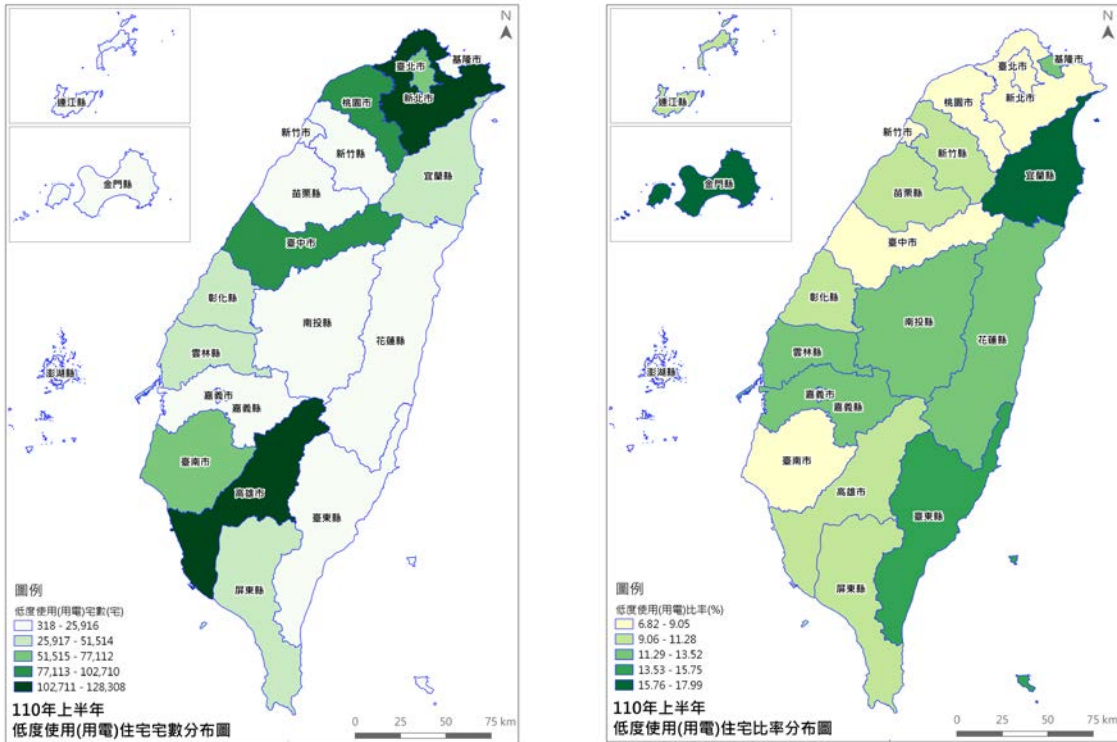 N
連江縣
金門縣
基隆市
臺北市
新北市
桃園市
新竹市
新竹縣
宜蘭縣
苗栗縣
臺中市
彰化縣
南投縣
花蓮縣
雲林縣
澎湖縣
嘉義市
嘉義縣
臺南市
高雄市
臺東縣
屏東縣
圖例
低度使用(用電)宅數(宅)
318 - 25,916
25,917 - 51,514
51,515 - 77,112
77,113 - 102,710
102,711 - 128,308
110年上半年
低度使用(用電)住宅宅數分布圖
0 25 50 75 km
N
連江縣
金門縣
基隆市
臺北市
新北市
桃園市
新竹市
新竹縣
宜蘭縣
苗栗縣
臺中市
彰化縣
南投縣
花蓮縣
雲林縣
澎湖縣
嘉義市
嘉義縣
臺南市
高雄市
臺東縣
屏東縣
圖例
低度使用(用電)比率(%)
6.82 - 9.05
9.06 - 11.28
11.29 - 13.52
13.53 - 15.75
15.76 - 17.99
110年上半年
低度使用(用電)住宅比率分布圖
0 25 50 75 km